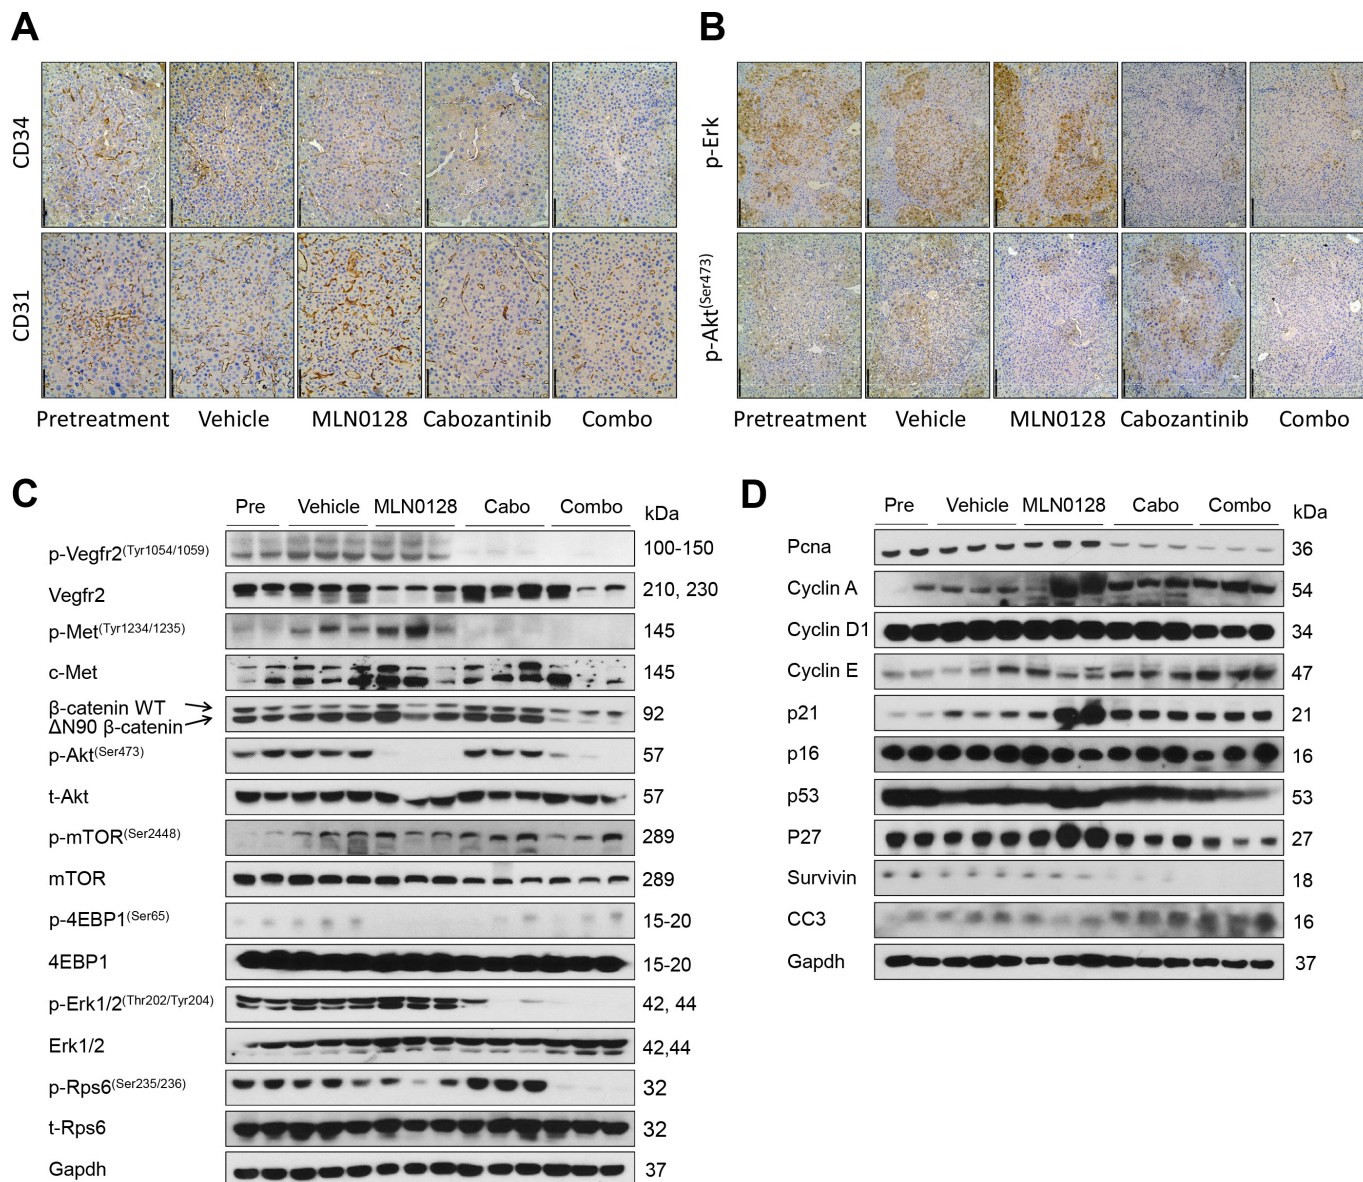 A
B
CD34
CD31
Pretreatment Vehicle MLN0128 Cabozantinib Combo
p-Erk
p-Akt(Ser473)
Pretreatment Vehicle MLN0128 Cabozantinib Combo
C
Pre Vehicle MLN0128 Cabo Combo kDa
p-Vegfr2(Tyr1054/1059) 100-150
Vegfr2 210, 230
p-Met(Tyr1234/1235) 145
c-Met 145
β-catenin WT
ΔN90 β-catenin 92
p-Akt(Ser473) 57
t-Akt 57
p-mTOR(Ser2448) 289
mTOR 289
p-4EBP1(Ser65) 15-20
4EBP1 15-20
p-Erk1/2(Thr202/Tyr204) 42, 44
Erk1/2 42,44
p-Rps6(Ser235/236) 32
t-Rps6 32
Gapdh 37
D
Pre Vehicle MLN0128 Cabo Combo kDa
Pcna 36
Cyclin A 54
Cyclin D1 34
Cyclin E 47
p21 21
p16 16
p53 53
P27 27
Survivin 18
CC3 16
Gapdh 37